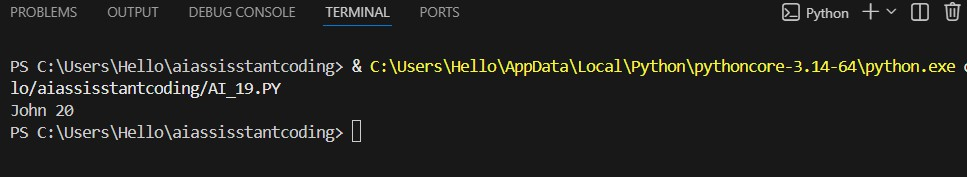 PROBLEMS OUTPUT DEBUG CONSOLE TERMINAL PORTS Python
PS C:\Users\Hello\aiassisstantcoding> & C:\Users\Hello\AppData\Local\Python\pythoncore-3.14-64\python.exe c
lo/aiassisstantcoding/AI_19.PY
John 20
PS C:\Users\Hello\aiassisstantcoding>